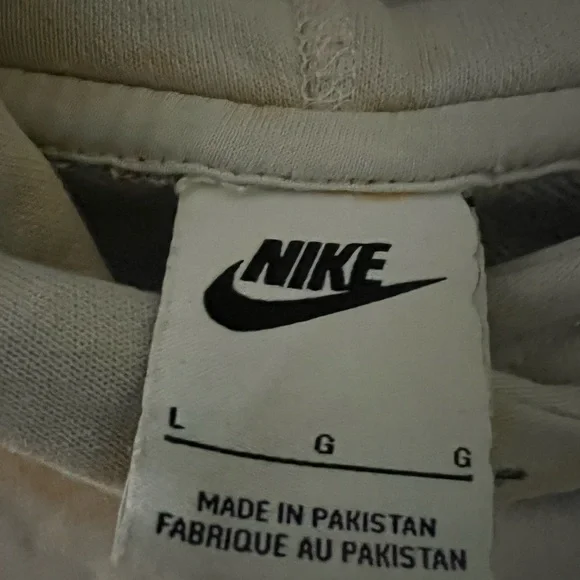 NIKE
L G G
MADE IN PAKISTAN
FABRIQUE AU PAKISTAN